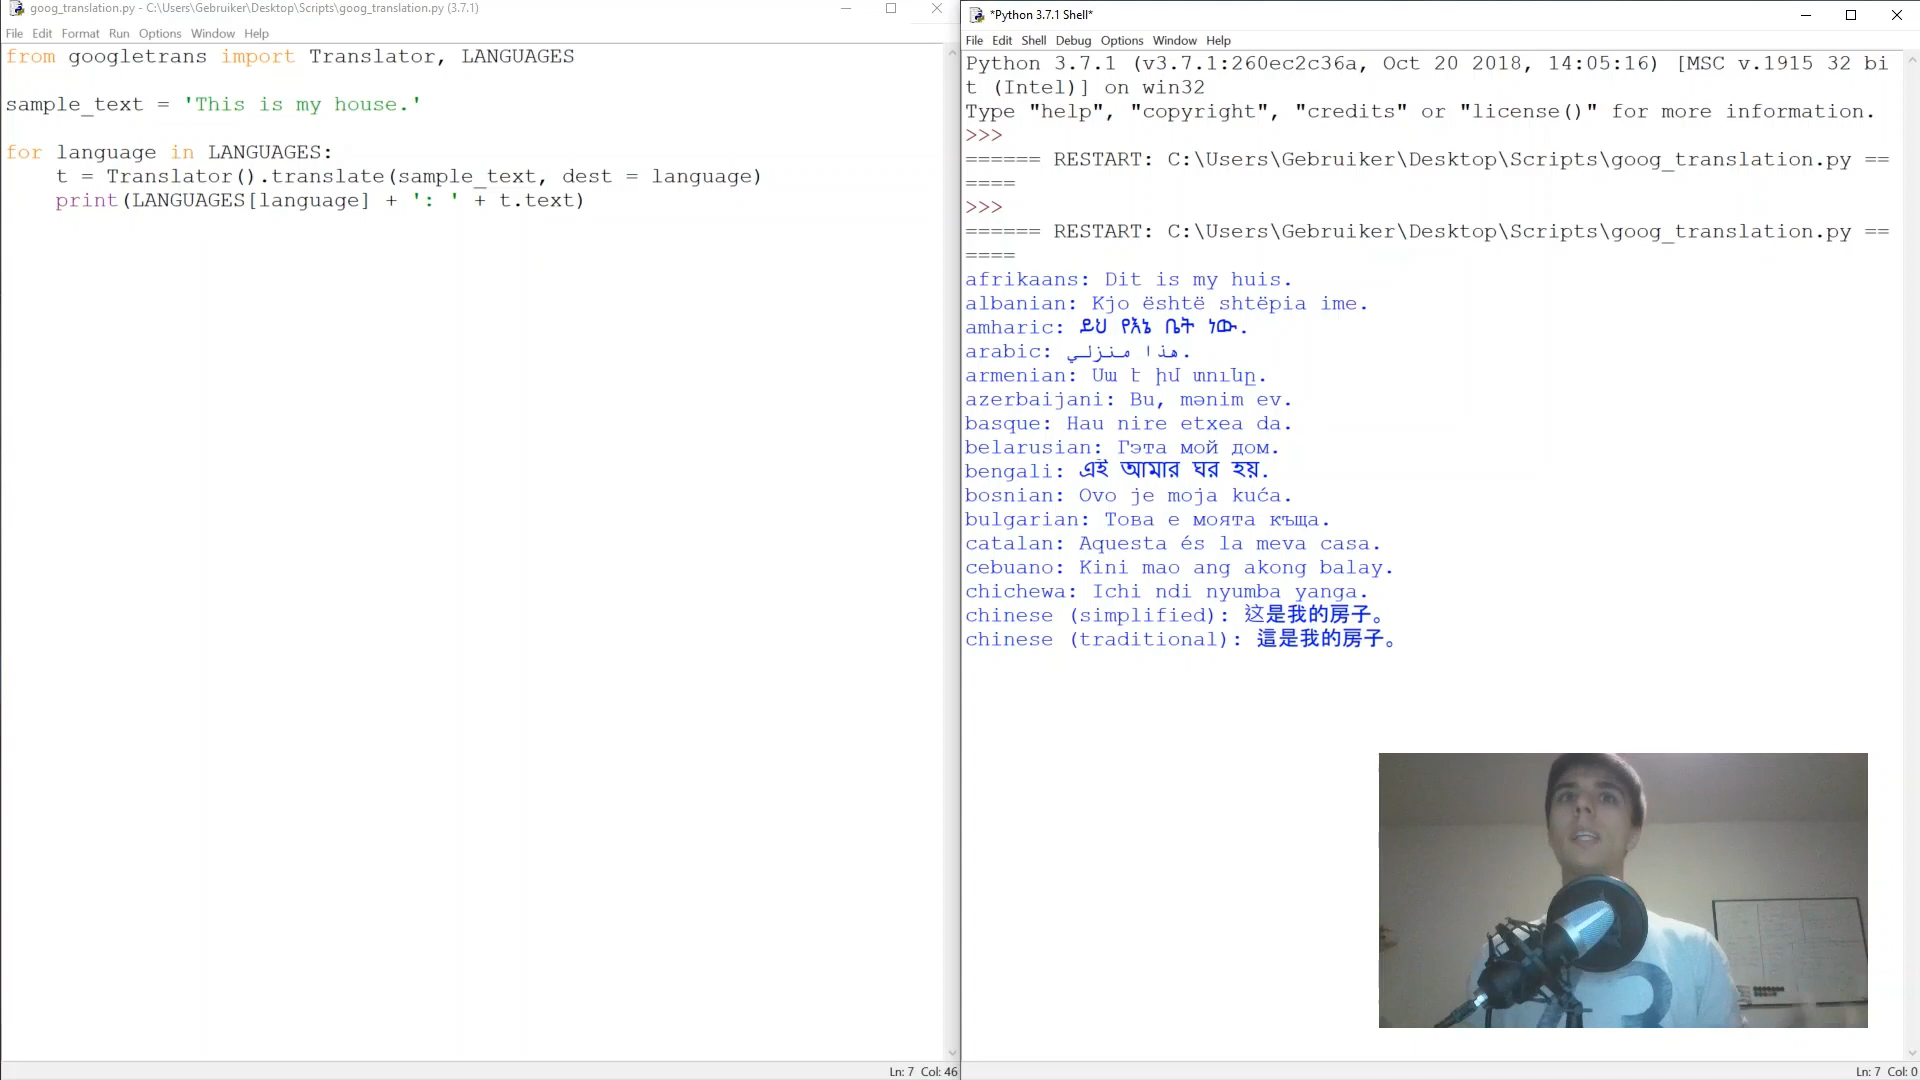 goog_translation.py - C:\Users\Gebruiker\Desktop\Scripts\goog_translation.py (3.7.1)
File Edit Format Run Options Window Help
from googletrans import Translator, LANGUAGES
sample_text = 'This is my house.'
for language in LANGUAGES:
t = Translator().translate(sample_text, dest = language)
print(LANGUAGES[language] + ': ' + t.text)
Ln: 7 Col: 46
*Python 3.7.1 Shell*
File Edit Shell Debug Options Window Help
Python 3.7.1 (v3.7.1:260ec2c36a, Oct 20 2018, 14:05:16) [MSC v.1915 32 bi
t (Intel)] on win32
Type "help", "copyright", "credits" or "license()" for more information.
>>>
====== RESTART: C:\Users\Gebruiker\Desktop\Scripts\goog_translation.py ==
====
>>>
====== RESTART: C:\Users\Gebruiker\Desktop\Scripts\goog_translation.py ==
====
afrikaans: Dit is my huis.
albanian: Kjo është shtëpia ime.
amharic: ይህ የእኔ ቤት ነው.
arabic: هذا منزلي.
armenian: Սա է իմ տունը.
azerbaijani: Bu, mənim ev.
basque: Hau nire etxea da.
belarusian: Гэта мой дом.
bengali: এই আমার ঘর হয়.
bosnian: Ovo je moja kuća.
bulgarian: Това е моята къща.
catalan: Aquesta és la meva casa.
cebuano: Kini mao ang akong balay.
chichewa: Ichi ndi nyumba yanga.
chinese (simplified): 这是我的房子。
chinese (traditional): 這是我的房子。
Ln: 7 Col: 0